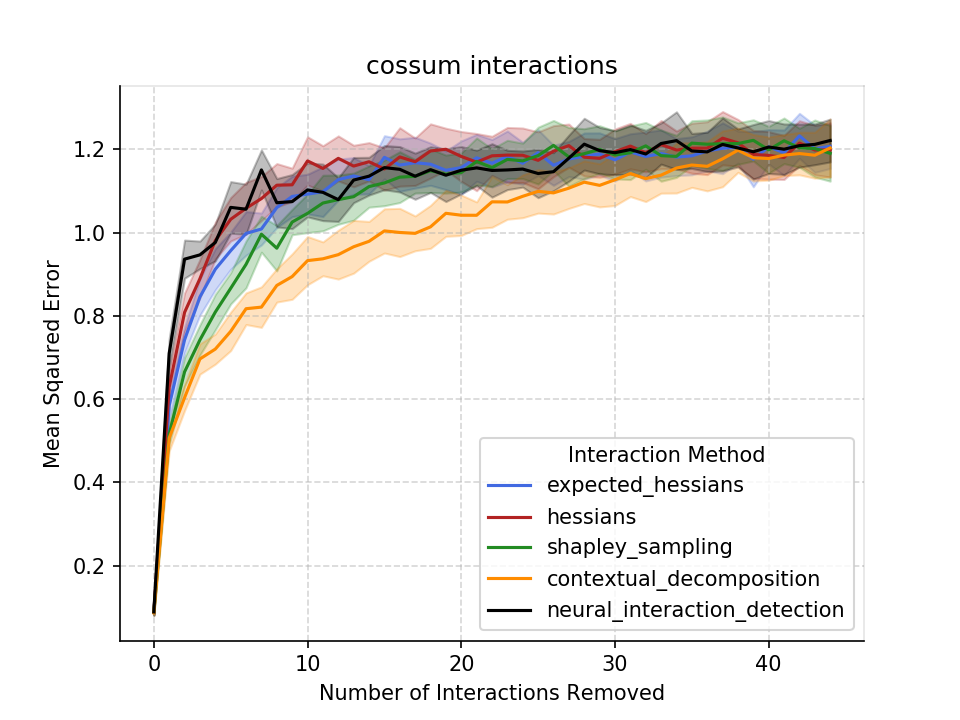 cossum interactions
Mean Sqaured Error
1.2
1.0
0.8
0.6
0.4
0.2
Interaction Method
expected_hessians
hessians
shapley_sampling
contextual_decomposition
neural_interaction_detection
0 10 20 30 40
Number of Interactions Removed